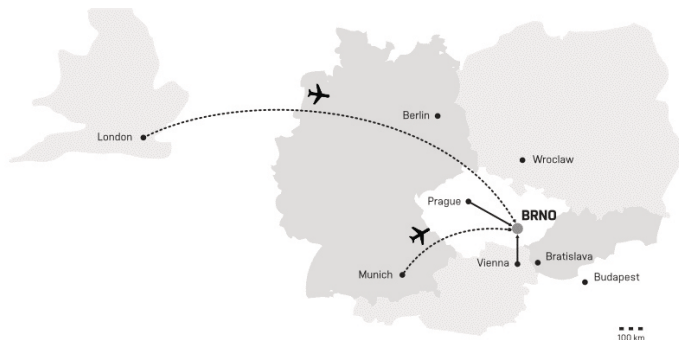 London
Berlin
Wroclaw
Prague
BRNO
Vienna
Bratislava
Munich
Budapest
100 km